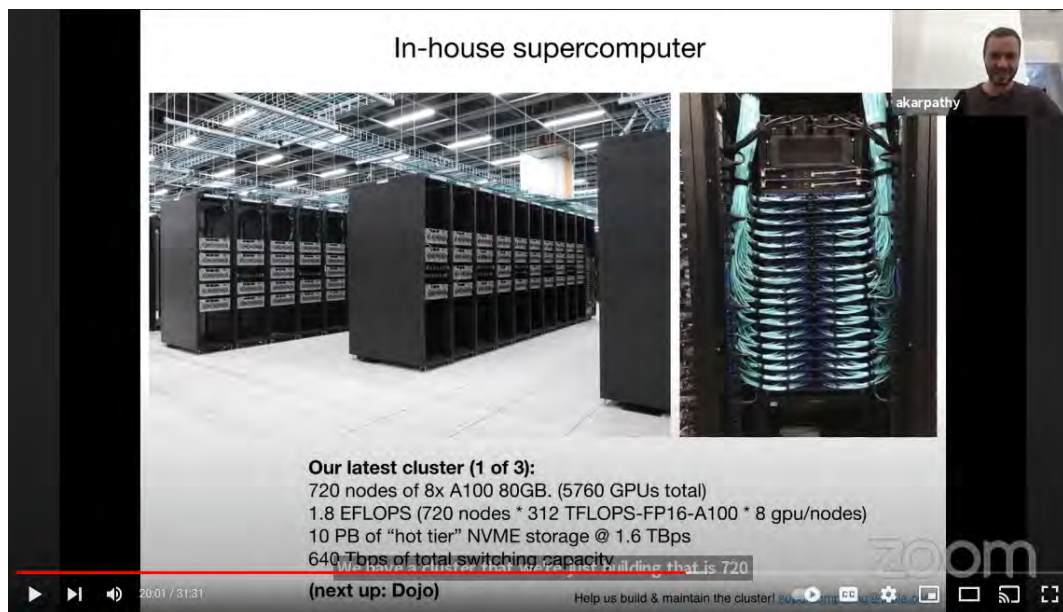 In-house supercomputer
akarpathy
Our latest cluster (1 of 3):
720 nodes of 8x A100 80GB. (5760 GPUs total)
1.8 EFLOPS (720 nodes * 312 TFLOPS-FP16-A100 * 8 gpu/nodes)
10 PB of “hot tier” NVME storage @ 1.6 TBps
640 Tbps of total switching capacity
We have a cluster that we're just building that is 720
(next up: Dojo)
Help us build & maintain the cluster!
zoom
20:01 / 31:31
CC